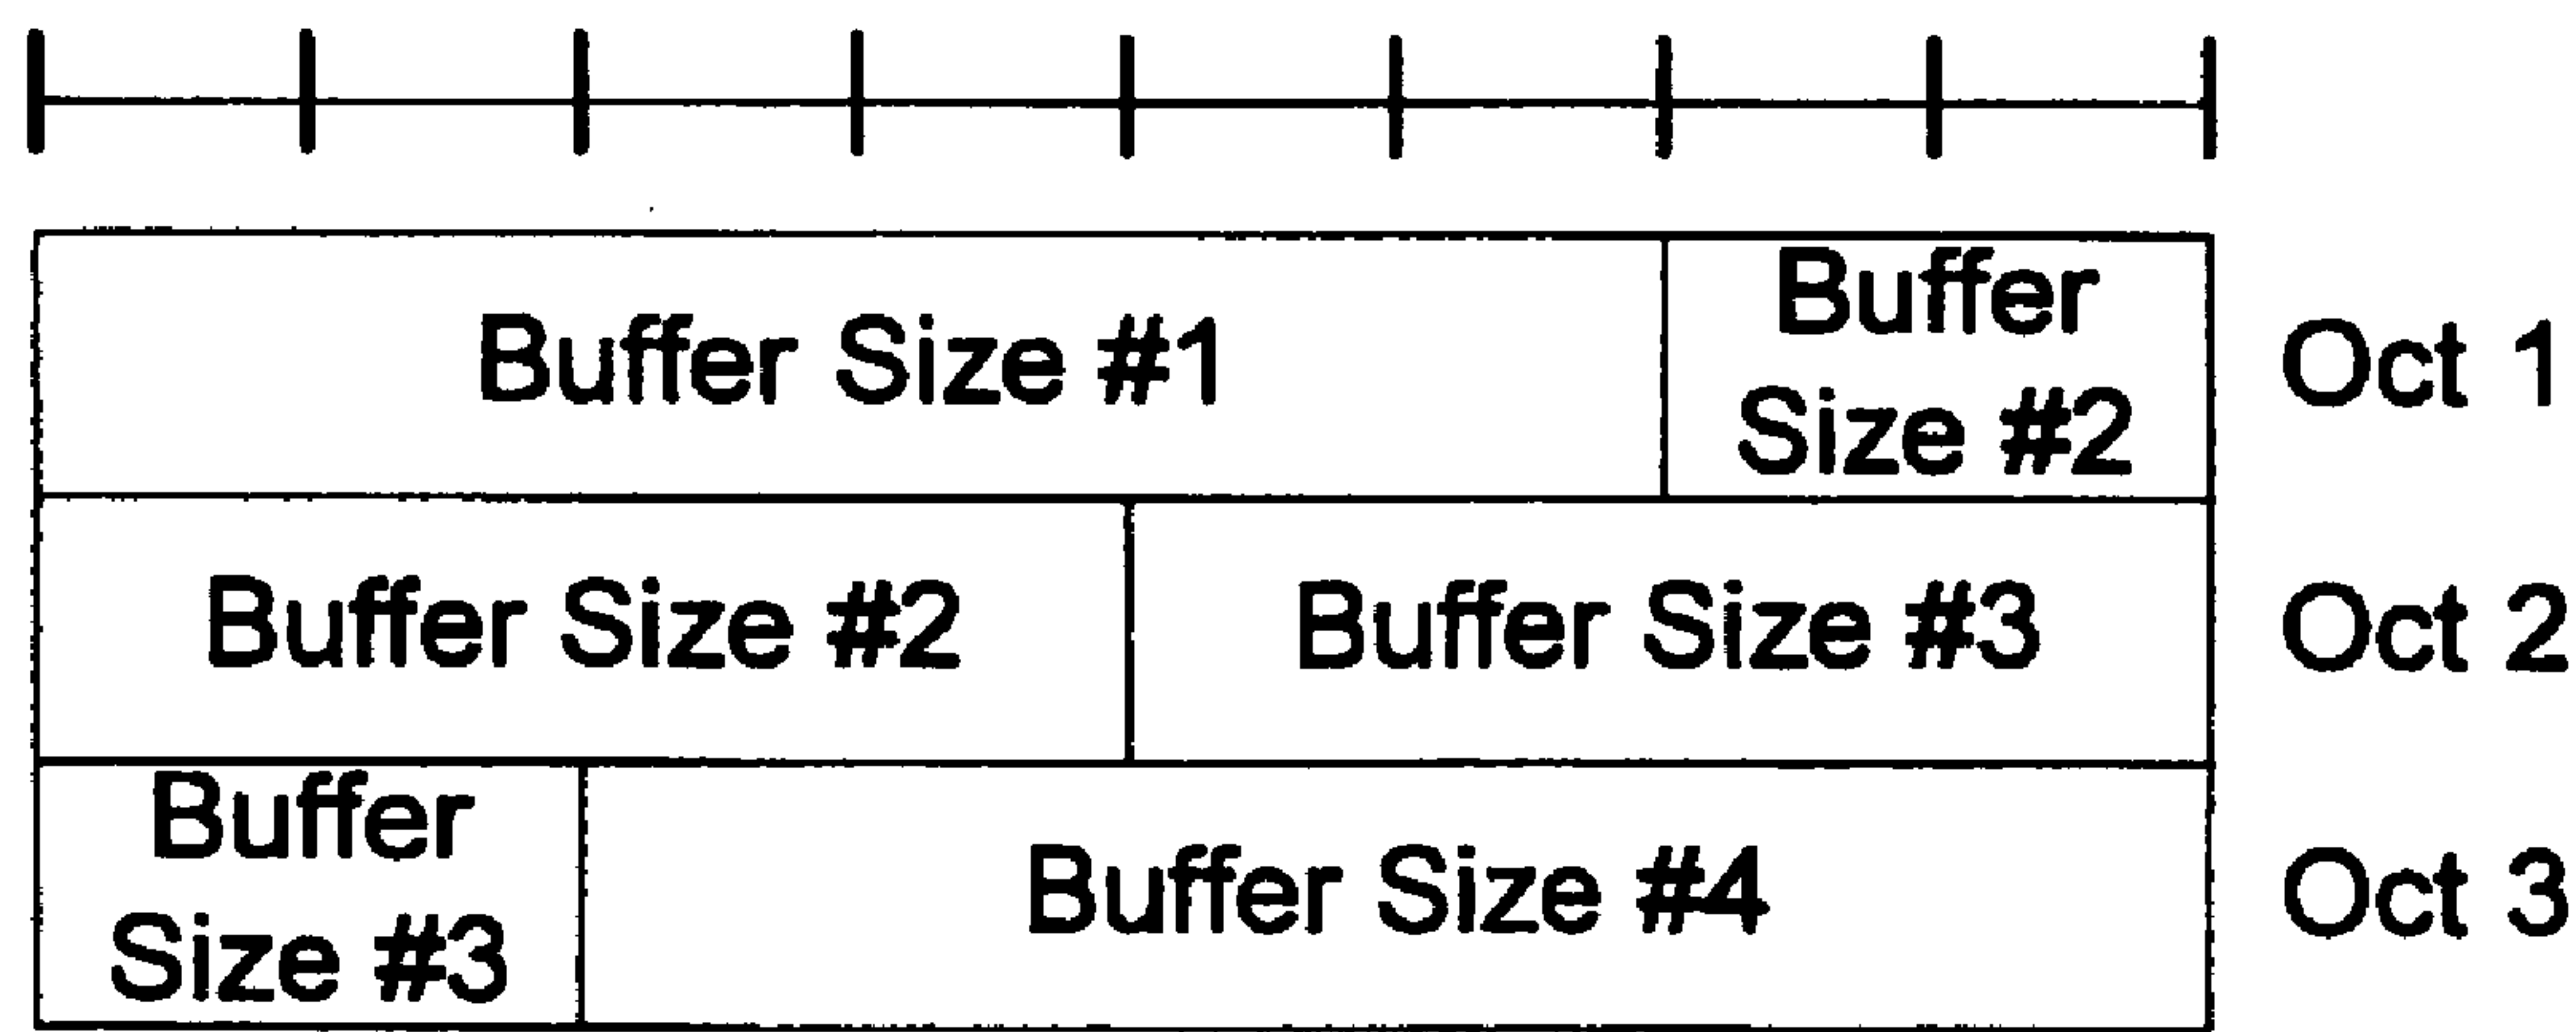 Buffer Size #1
Buffer
Size #2
Oct 1
Buffer Size #2
Buffer Size #3
Oct 2
Buffer
Size #3
Buffer Size #4
Oct 3